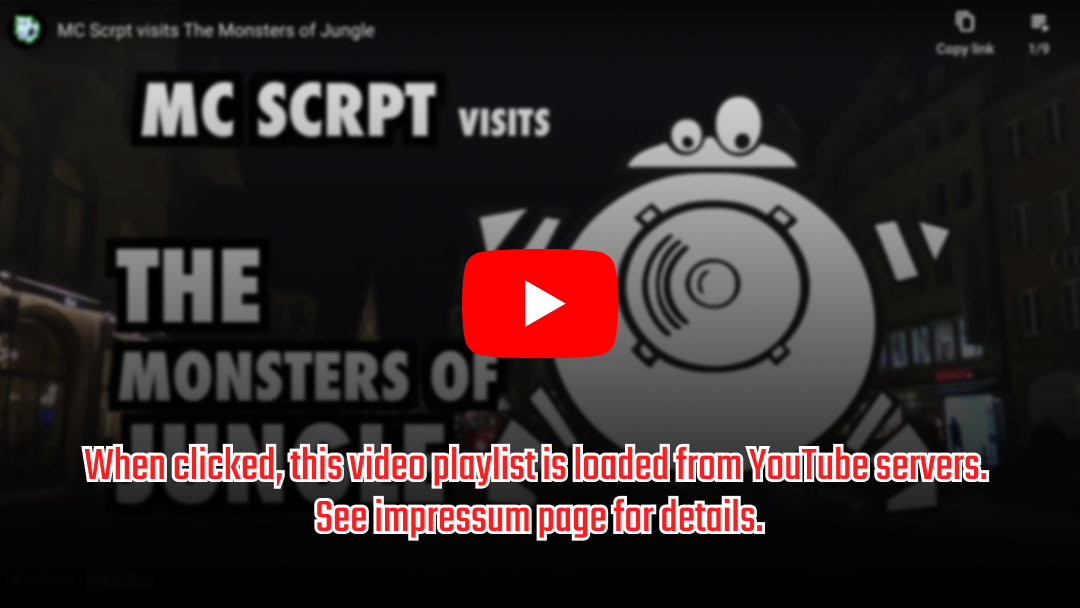 MC Scrpt visits The Monsters of Jungle
Copy link
1/9
MC SCRPT VISITS
THE
MONSTERS OF
JUNGLE
When clicked, this video playlist is loaded from YouTube servers.
See impressum page for details.